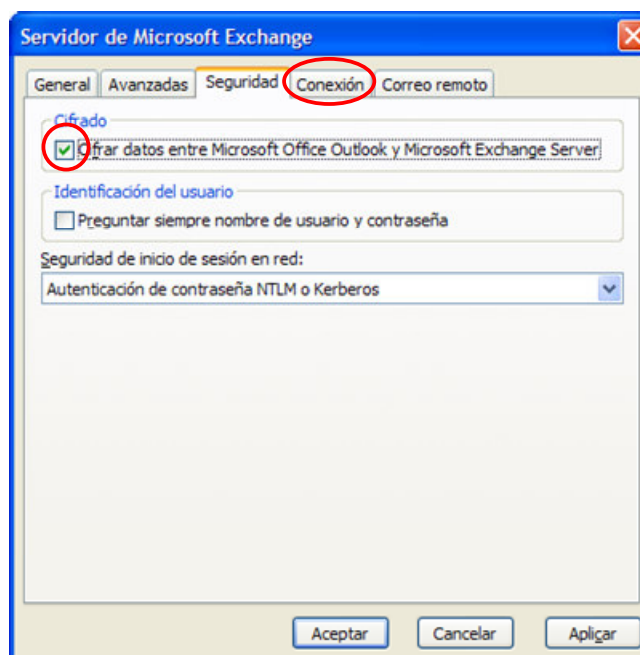 Servidor de Microsoft Exchange
General Avanzadas Seguridad Conexión Correo remoto
Cifrado
Cifrar datos entre Microsoft Office Outlook y Microsoft Exchange Server
Identificación del usuario
Preguntar siempre nombre de usuario y contraseña
Seguridad de inicio de sesión en red:
Autenticación de contraseña NTLM o Kerberos
Aceptar Cancelar Aplicar